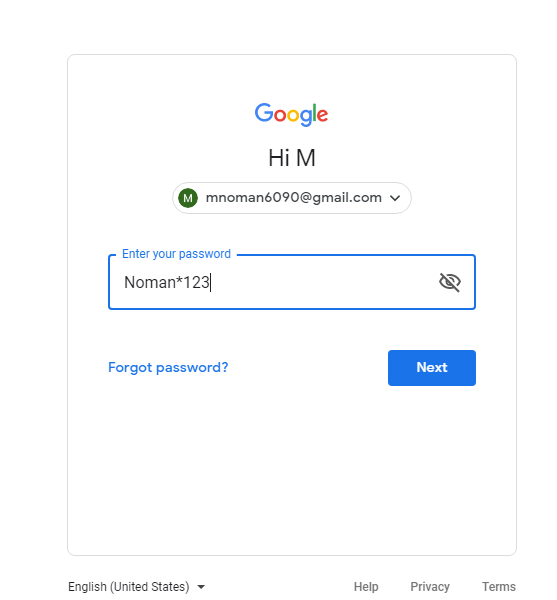 Google
Hi M
M mnoman6090@gmail.com
Enter your password
Noman*123
Forgot password? Next
English (United States) Help Privacy Terms